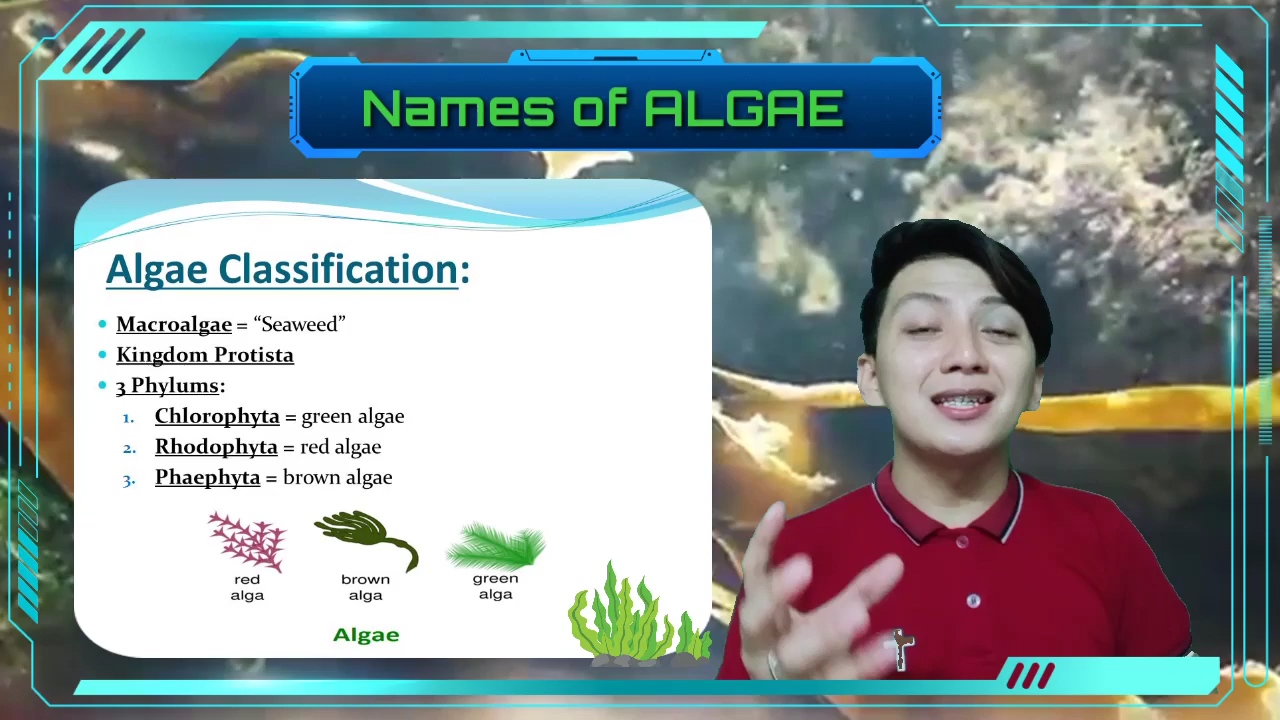 Names of ALGAE
Algae Classification:
• Macroalgae = “Seaweed”
• Kingdom Protista
• 3 Phylums:
1. Chlorophyta = green algae
2. Rhodophyta = red algae
3. Phaephyta = brown algae
red alga
brown alga
green alga
Algae